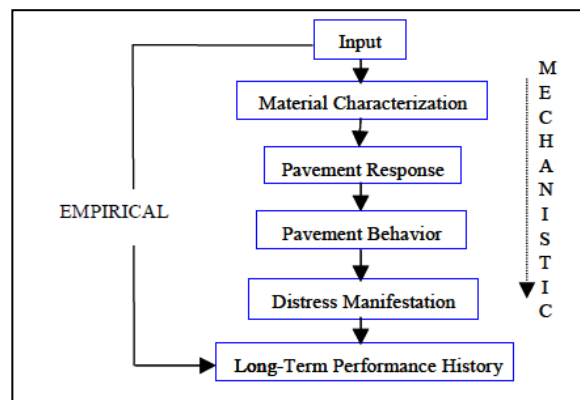 Input
Material Characterization
Pavement Response
Pavement Behavior
Distress Manifestation
Long-Term Performance History
EMPIRICAL
M
E
C
H
A
N
I
S
T
I
C